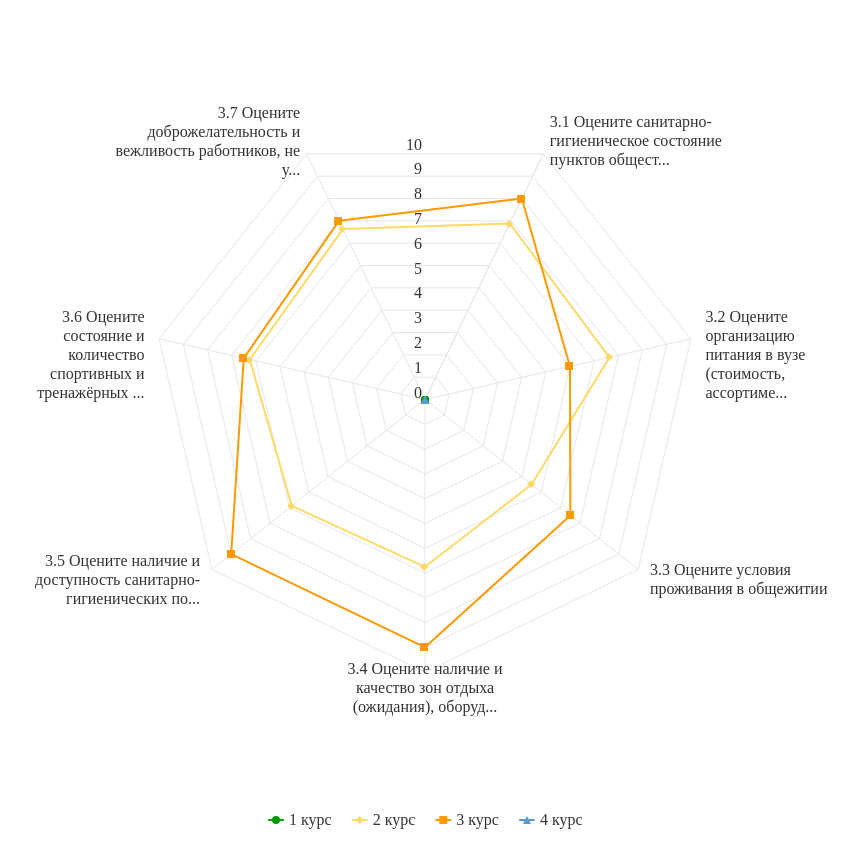 3.7 Оцените
доброжелательность и
вежливость работников, не
у...
3.1 Оцените санитарно-
гигиеническое состояние
пунктов общест...
10
9
8
7
6
5
4
3
2
1
0
3.6 Оцените
состояние и
количество
спортивных и
тренажёрных ...
3.2 Оцените
организацию
питания в вузе
(стоимость,
ассортиме...
3.5 Оцените наличие и
доступность санитарно-
гигиенических по...
3.3 Оцените условия
проживания в общежитии
3.4 Оцените наличие и
качество зон отдыха
(ожидания), оборуд...
1 курс 2 курс 3 курс 4 курс